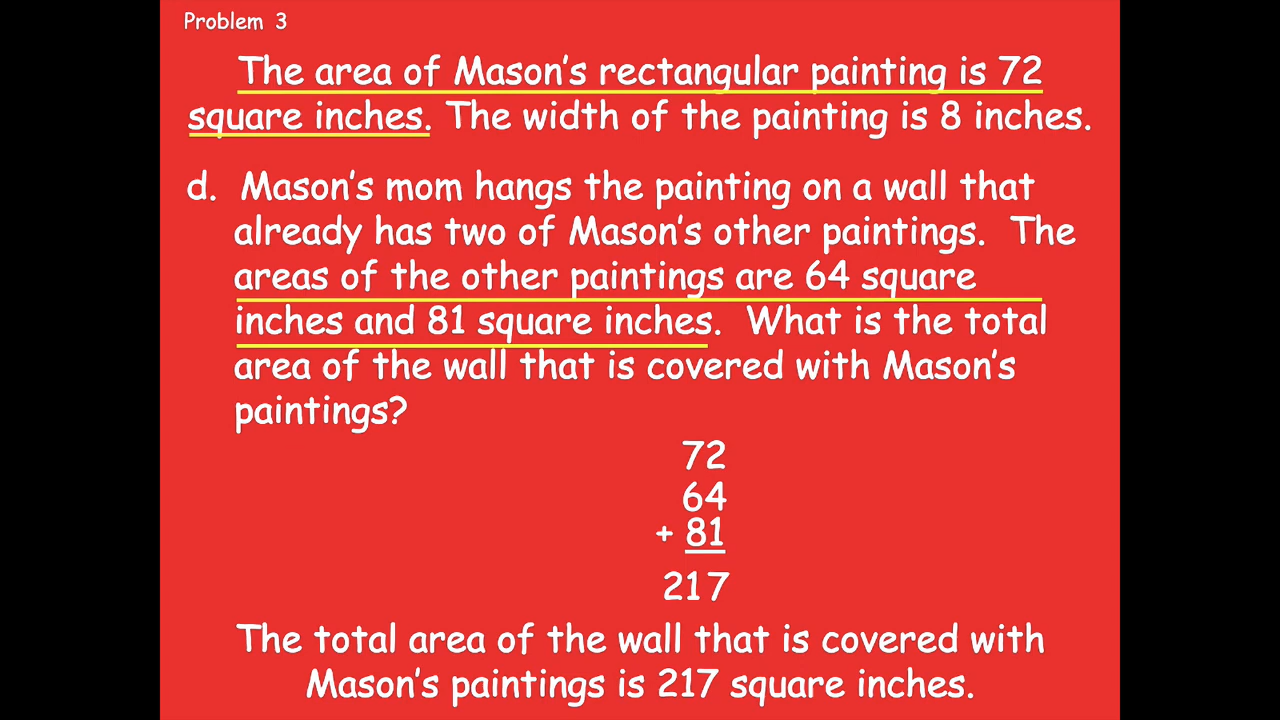 Problem 3
The area of Mason's rectangular painting is 72
square inches. The width of the painting is 8 inches.
d. Mason's mom hangs the painting on a wall that
already has two of Mason's other paintings. The
areas of the other paintings are 64 square
inches and 81 square inches. What is the total
area of the wall that is covered with Mason's
paintings?
72
64
+ 81
217
The total area of the wall that is covered with
Mason's paintings is 217 square inches.